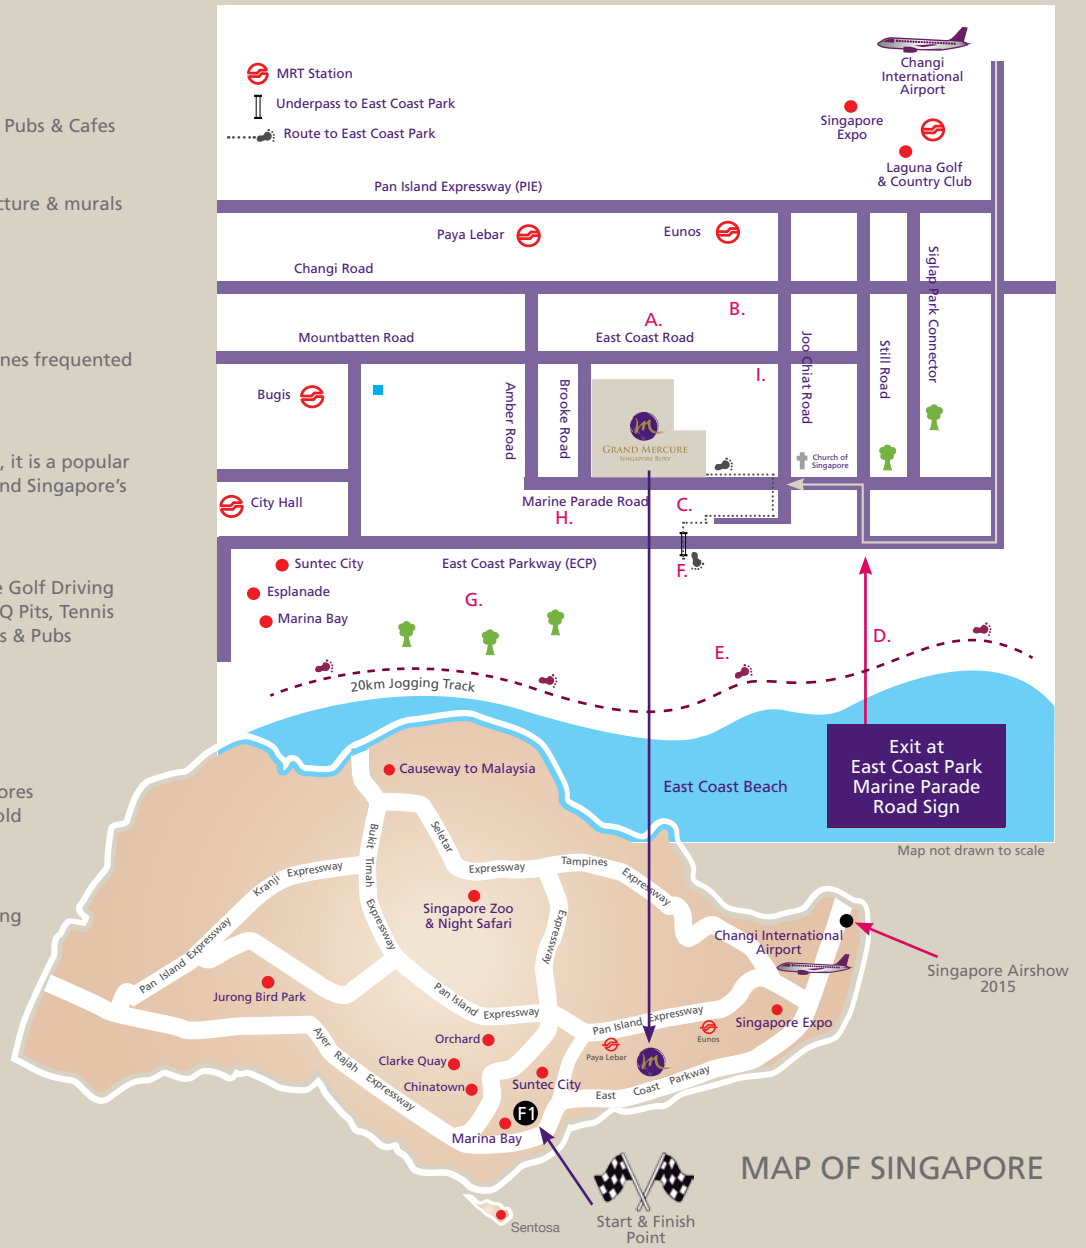 Pubs & Cafes
cture & murals
nes frequented
, it is a popular
nd Singapore's
e Golf Driving
Q Pits, Tennis
s & Pubs
ores
old
ng
MRT Station
Underpass to East Coast Park
Route to East Coast Park
Changi
International
Airport
Singapore
Expo
Laguna Golf
& Country Club
Pan Island Expressway (PIE)
Paya Lebar
Eunos
Changi Road
Siglap Park Connector
A.
B.
Mountbatten Road
East Coast Road
Joo Chiat Road
Still Road
I.
Bugis
Amber Road
Brooke Road
m
GRAND MERCURE
SINGAPORE ROXY
Church of
Singapore
City Hall
Marine Parade Road
C.
H.
Suntec City
East Coast Parkway (ECP)
F.
Esplanade
G.
Marina Bay
D.
E.
20km Jogging Track
Exit at
East Coast Park
Marine Parade
Road Sign
East Coast Beach
Map not drawn to scale
Causeway to Malaysia
Bukit Timah Expressway
Seletar Expressway
Tampines Expressway
Kranji Expressway
Singapore Zoo
& Night Safari
Expressway
Pan Island Expressway
Changi International
Airport
Singapore Airshow
2015
Jurong Bird Park
Pan Island Expressway
Pan Island Expressway
Singapore Expo
Eunos
Paya Lebar
m
Orchard
Clarke Quay
Chinatown
Suntec City
Ayer Rajah Expressway
East Coast Parkway
F1
Marina Bay
MAP OF SINGAPORE
Sentosa
Start & Finish
Point